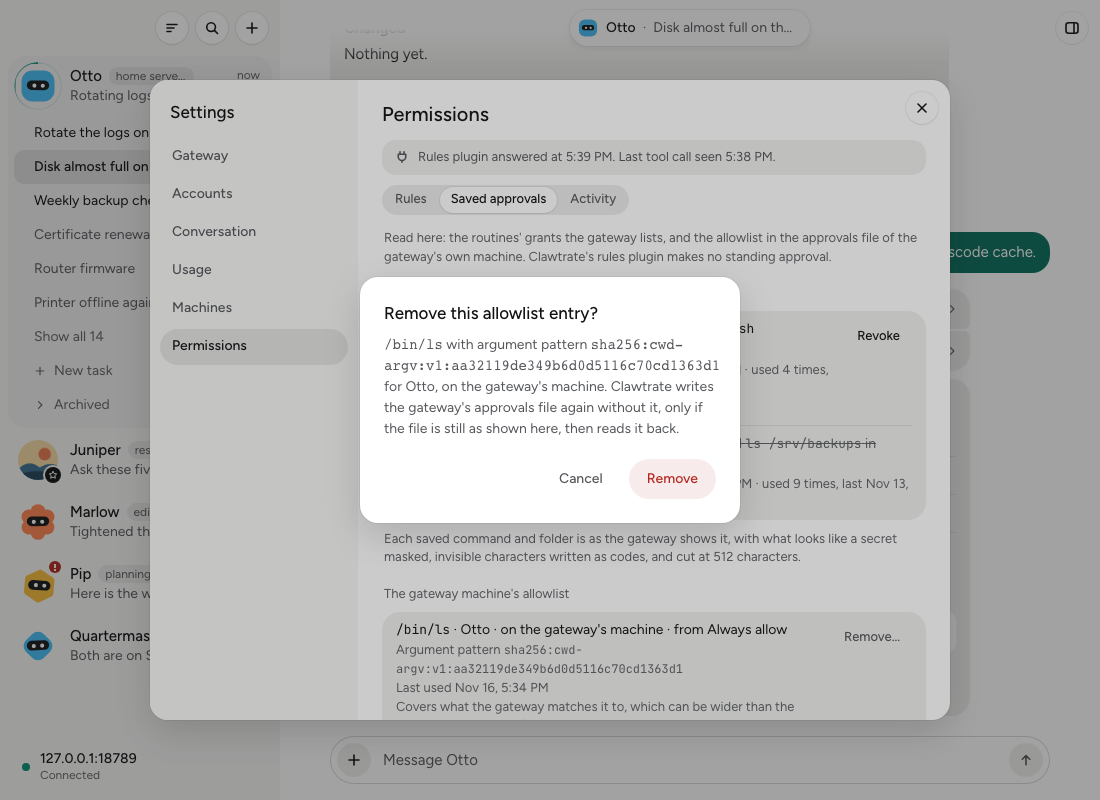 Otto · Disk almost full on th…
Nothing yet.
Otto home serve… now
Rotating logs
Rotate the logs on
Disk almost full on
Weekly backup che
Certificate renewa
Router firmware
Printer offline again
Show all 14
New task
Archived
Juniper res
Ask these five
Marlow edi
Tightened th
Pip planning
Here is the w
Quartermas
Both are on S
127.0.0.1:18789
Connected
Settings
Gateway
Accounts
Conversation
Usage
Machines
Permissions
Permissions
Rules plugin answered at 5:39 PM. Last tool call seen 5:38 PM.
Rules Saved approvals Activity
Read here: the routines' grants the gateway lists, and the allowlist in the approvals file of the
gateway's own machine. Clawtrate's rules plugin makes no standing approval.
sh
Revoke
· used 4 times,
ls /srv/backups in
PM · used 9 times, last Nov 13,
Remove this allowlist entry?
/bin/ls with argument pattern sha256:cwd-
argv:v1:aa32119de349b6d0d5116c70cd1363d1
for Otto, on the gateway's machine. Clawtrate writes
the gateway's approvals file again without it, only if
the file is still as shown here, then reads it back.
Cancel Remove
Each saved command and folder is as the gateway shows it, with what looks like a secret
masked, invisible characters written as codes, and cut at 512 characters.
The gateway machine's allowlist
/bin/ls · Otto · on the gateway's machine · from Always allow
Remove…
Argument pattern sha256:cwd-
argv:v1:aa32119de349b6d0d5116c70cd1363d1
Last used Nov 16, 5:34 PM
Covers what the gateway matches it to, which can be wider than the
scode cache.
Message Otto